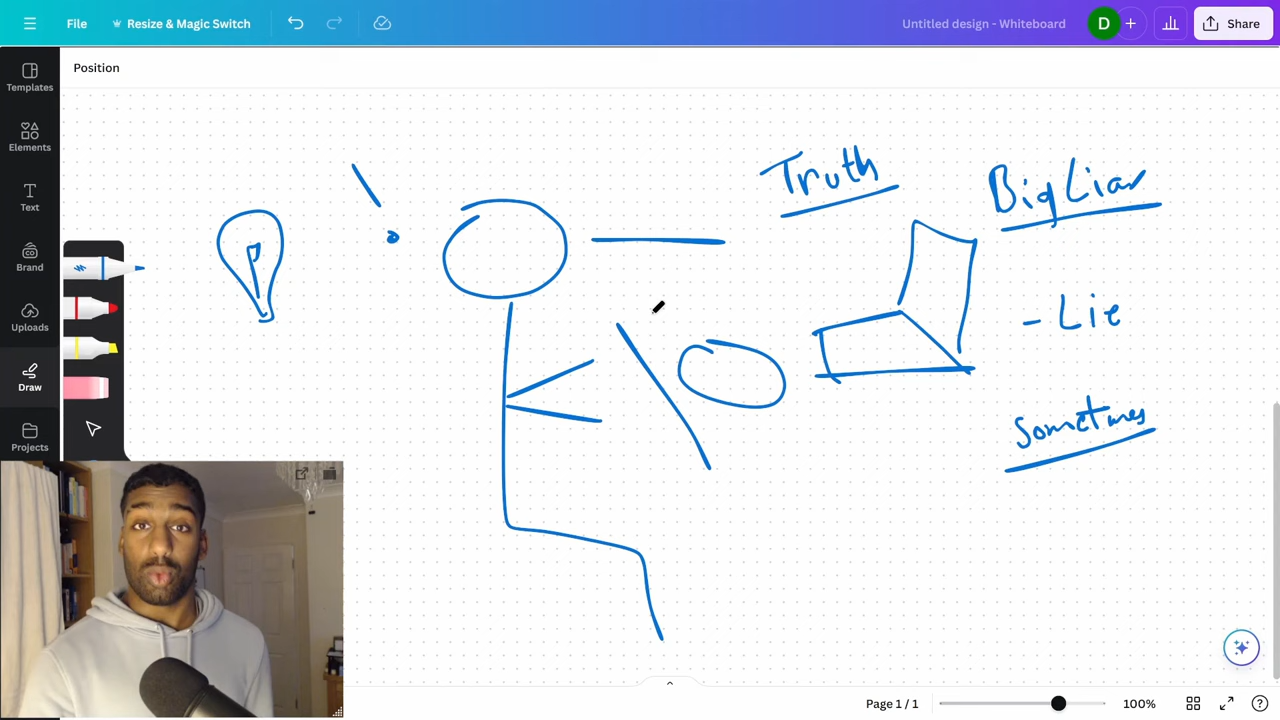 File
Resize & Magic Switch
Untitled design - Whiteboard
D
+
Share
Position
Templates
Elements
Text
Brand
Uploads
Draw
Projects
Truth
Big Liar
- Lie
Sometimes
Page 1 / 1
100%